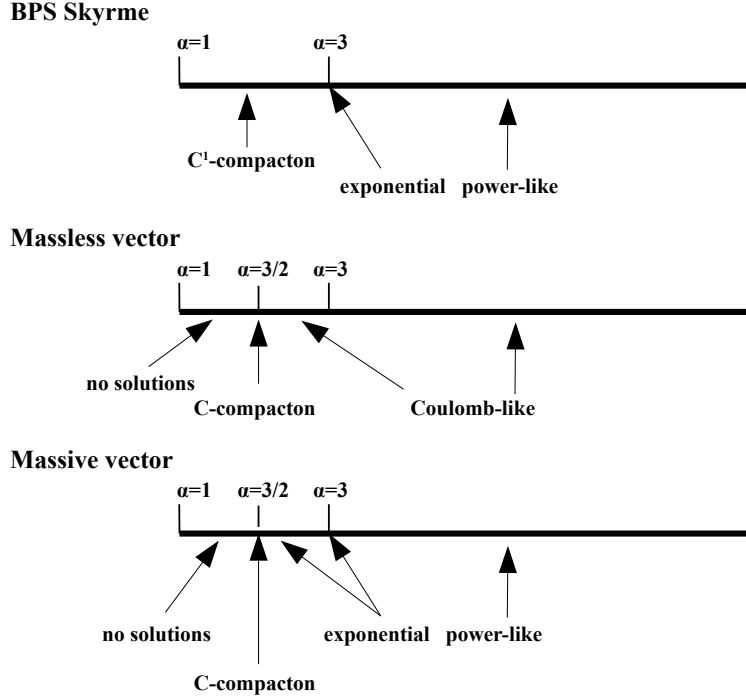 BPS Skyrme
α=1 α=3
C¹-compacton
exponential power-like
Massless vector
α=1 α=3/2 α=3
no solutions
C-compacton Coulomb-like
Massive vector
α=1 α=3/2 α=3
no solutions exponential power-like
C-compacton